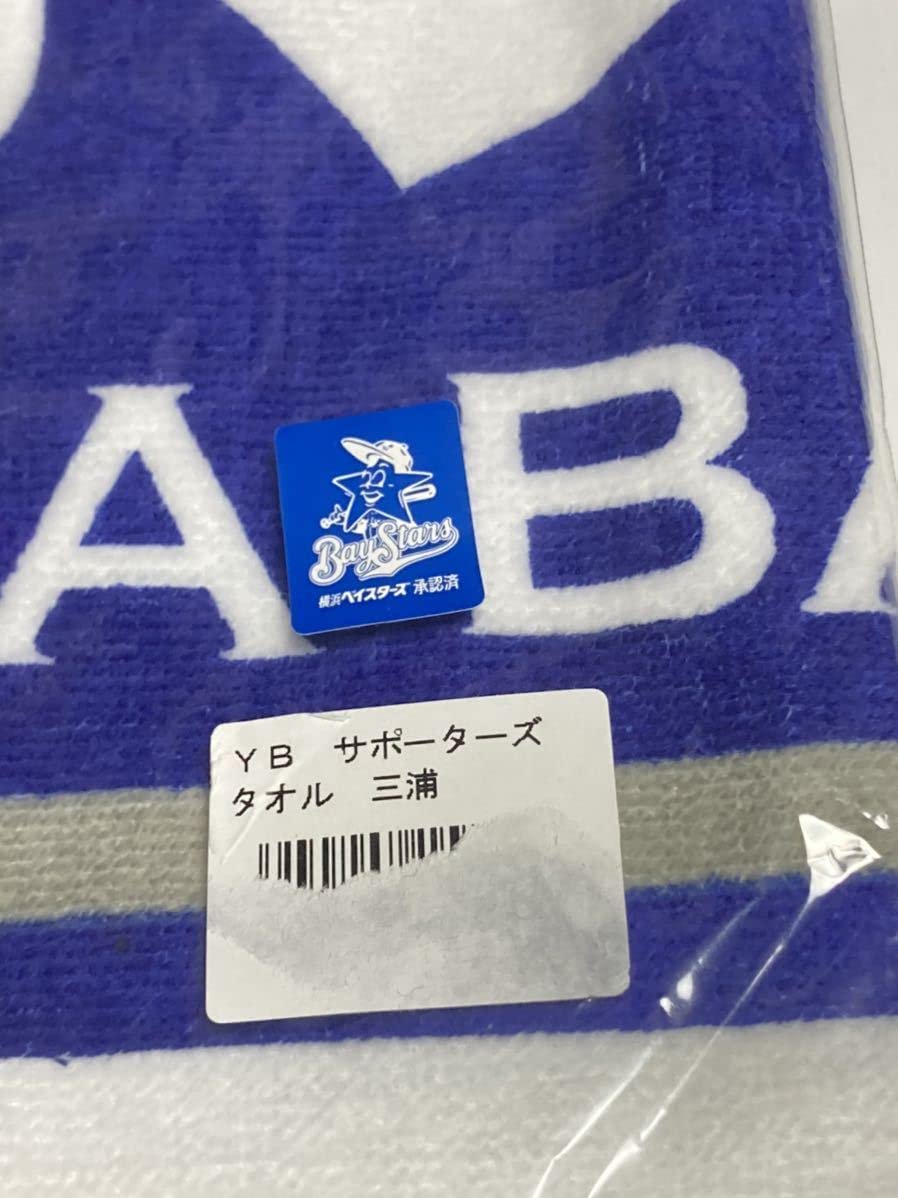 ABA
BayStars
横浜ベイスターズ 承認済
YB サポーターズ
タオル 三浦